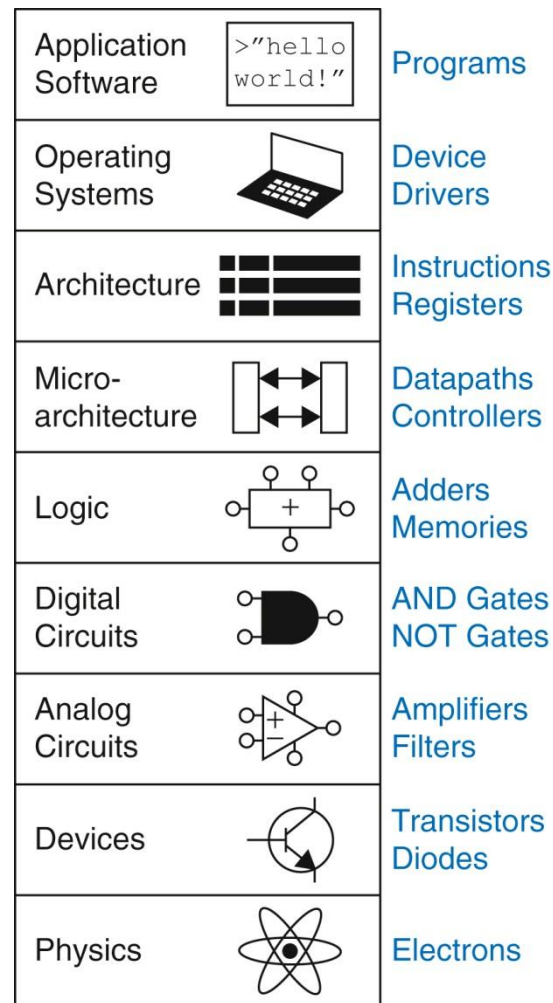 Application
Software
>"hello
world!"
Programs
Operating
Systems
Device
Drivers
Architecture
Instructions
Registers
Micro-
architecture
Datapaths
Controllers
Logic
+
Adders
Memories
Digital
Circuits
AND Gates
NOT Gates
Analog
Circuits
+
−
Amplifiers
Filters
Devices
Transistors
Diodes
Physics
Electrons